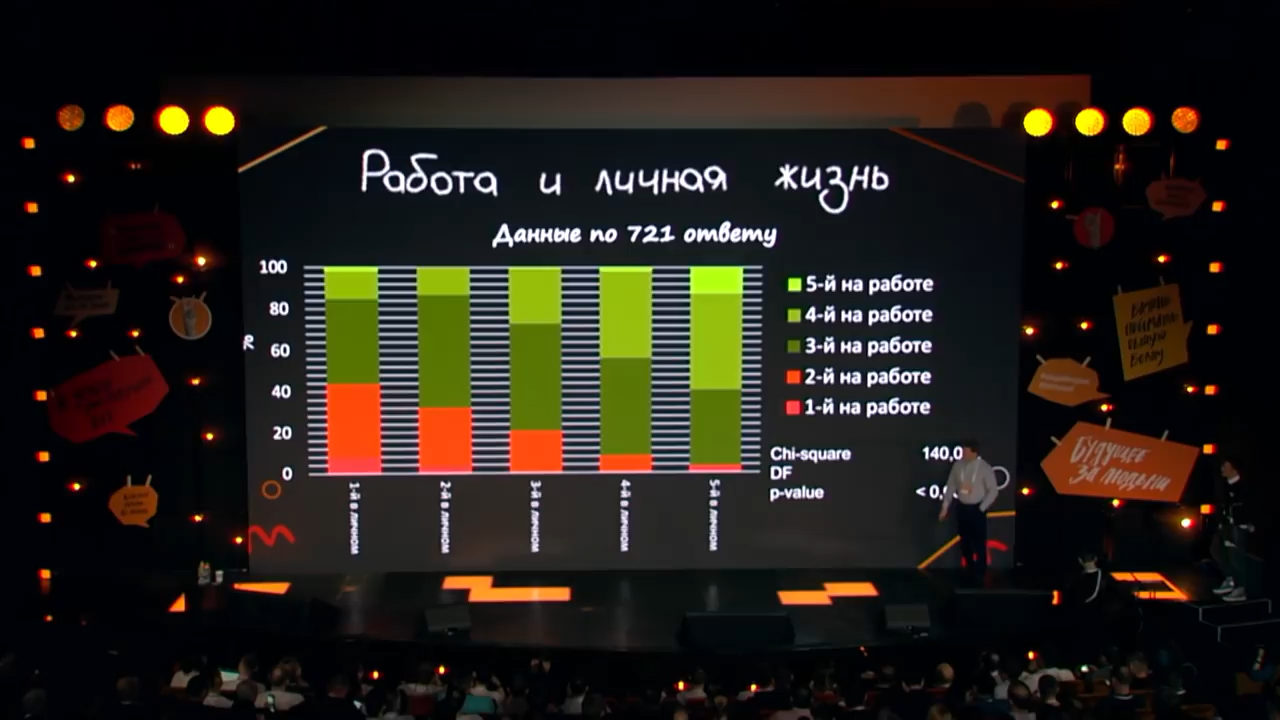 Работа и личная жизнь
Данные по 721 ответу
100
80
60
40
20
0
%
1-й в личном
2-й в личном
3-й в личном
4-й в личном
5-й в личном
5-й на работе
4-й на работе
3-й на работе
2-й на работе
1-й на работе
Chi-square 140,0
DF
p-value < 0,
БУДУЩЕЕ
ЗА ЛЮДЬМИ